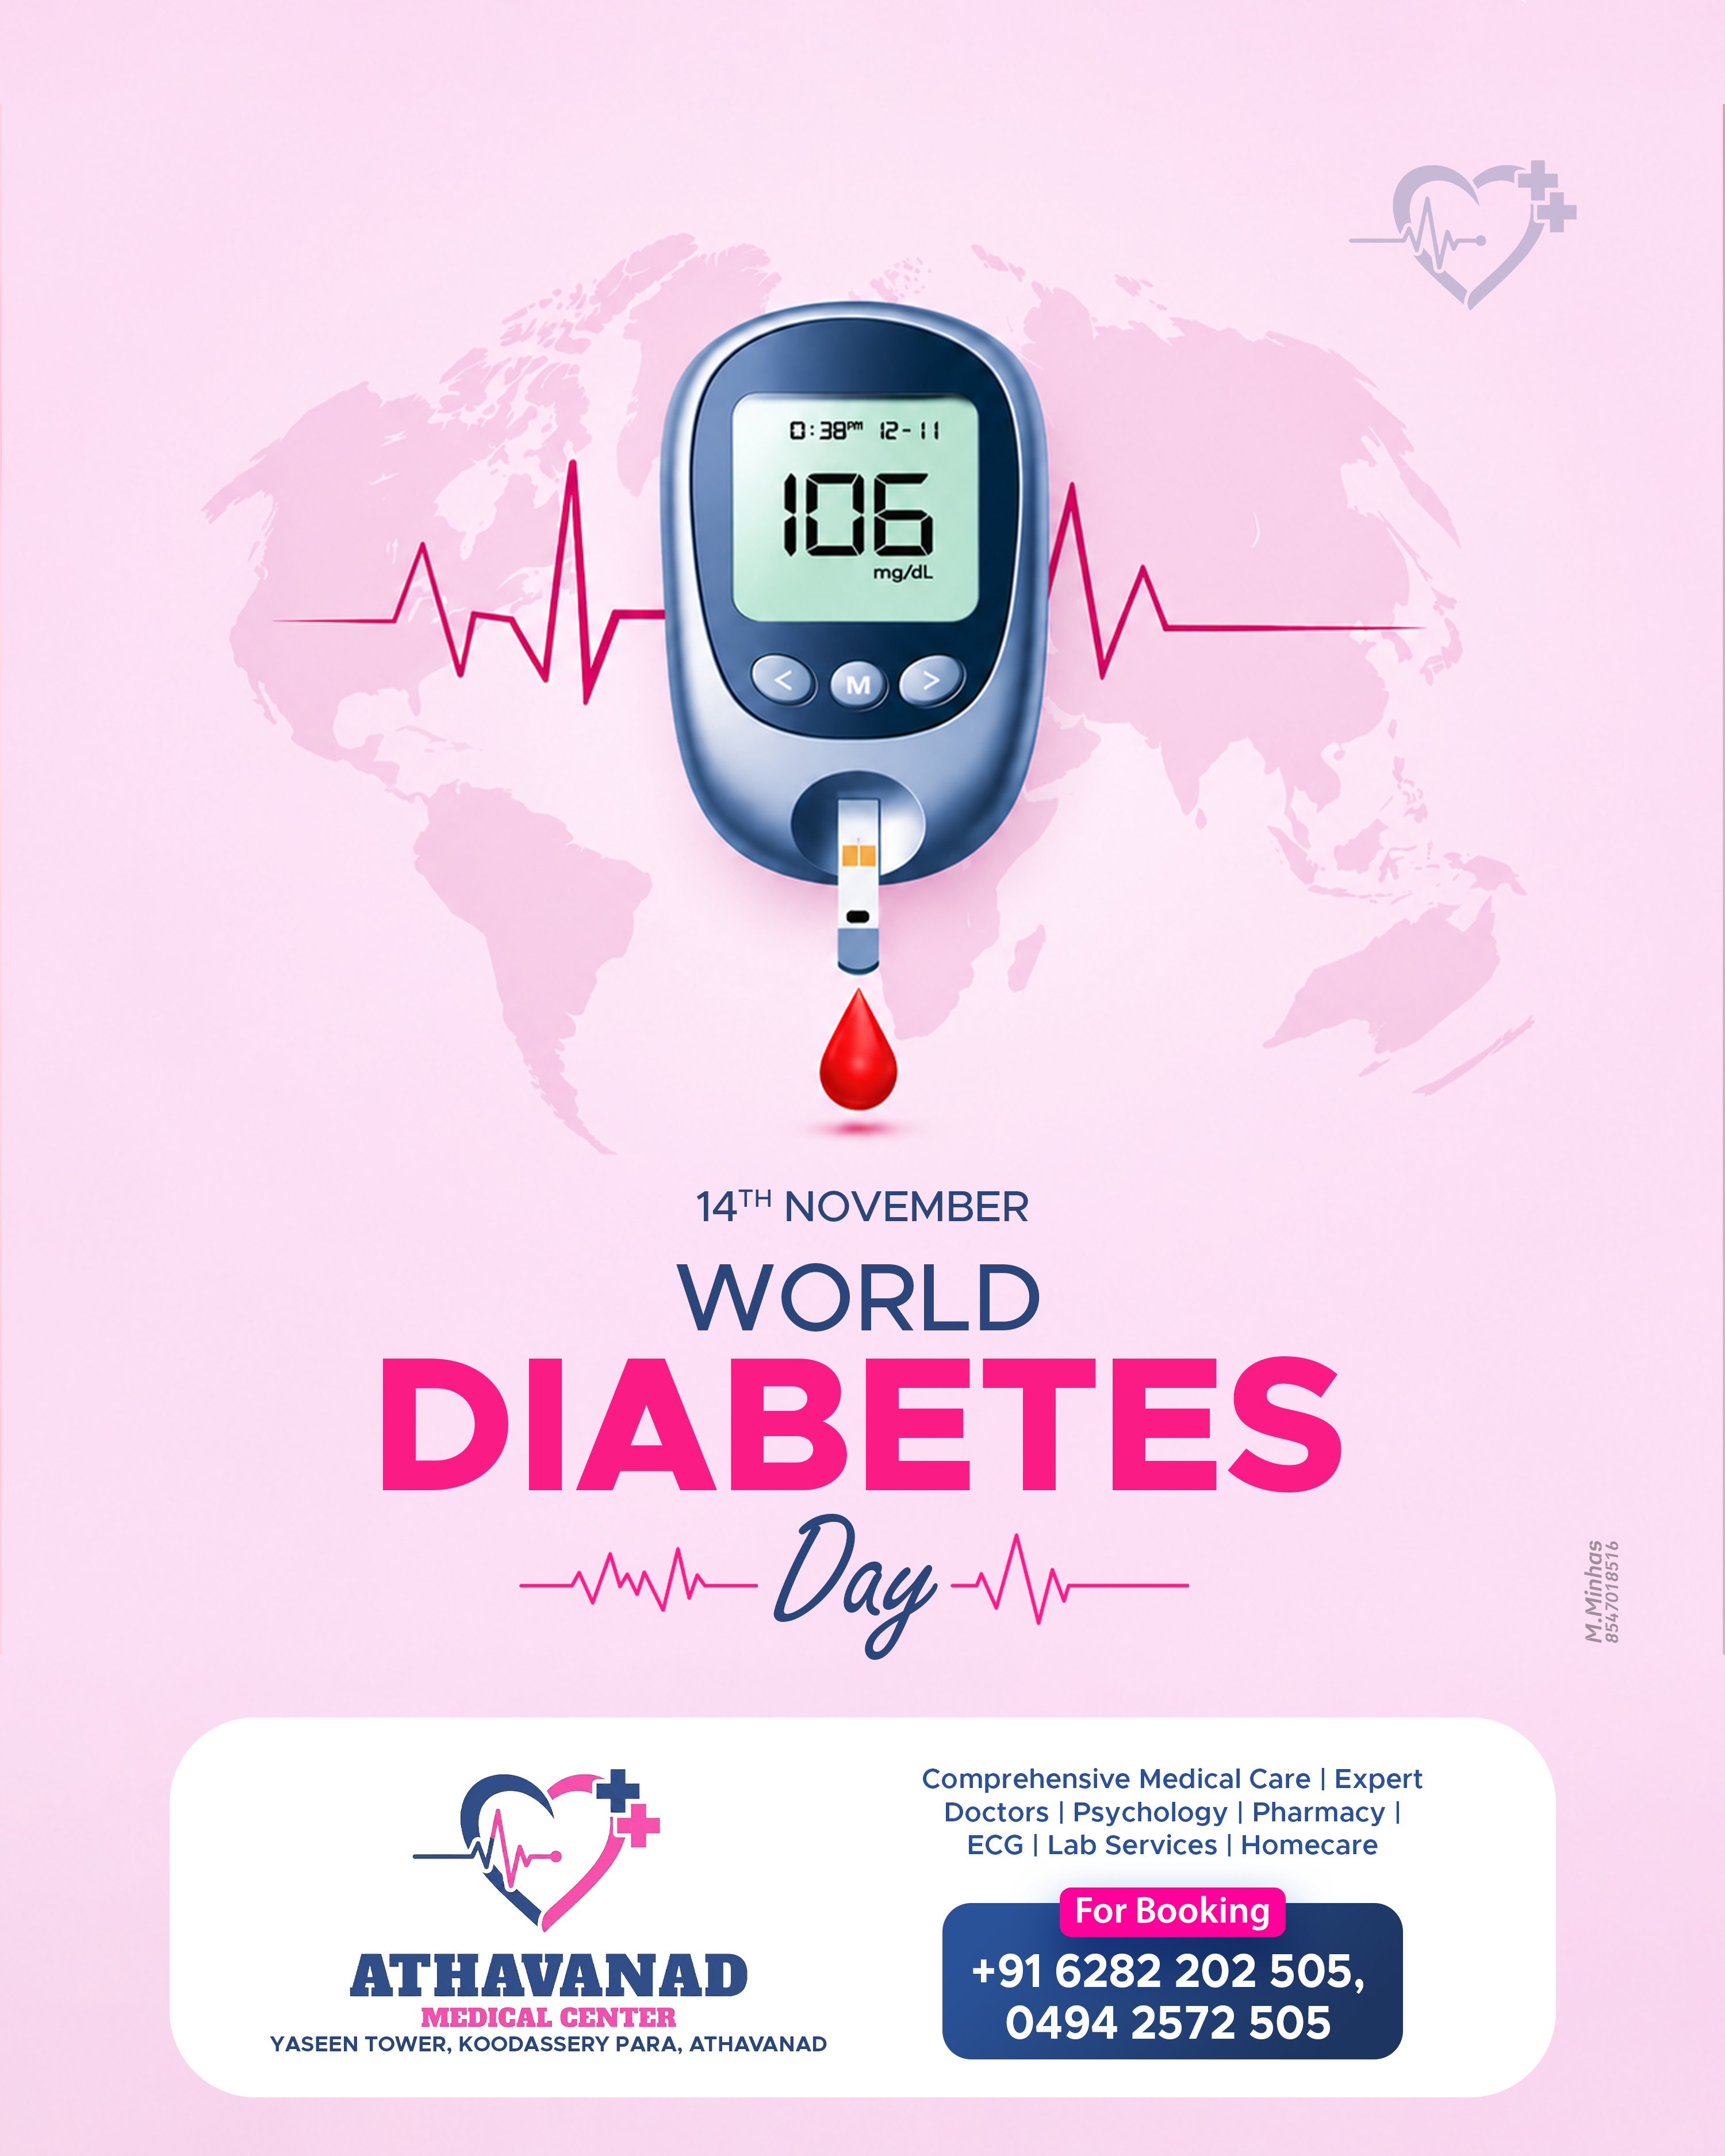 0:38PM 12-11
106
mg/dL
< M >
14TH NOVEMBER
WORLD
DIABETES
Day
M.Minhas
8547018516
ATHAVANAD
MEDICAL CENTER
YASEEN TOWER, KOODASSERY PARA, ATHAVANAD
Comprehensive Medical Care | Expert
Doctors | Psychology | Pharmacy |
ECG | Lab Services | Homecare
For Booking
+91 6282 202 505,
0494 2572 505